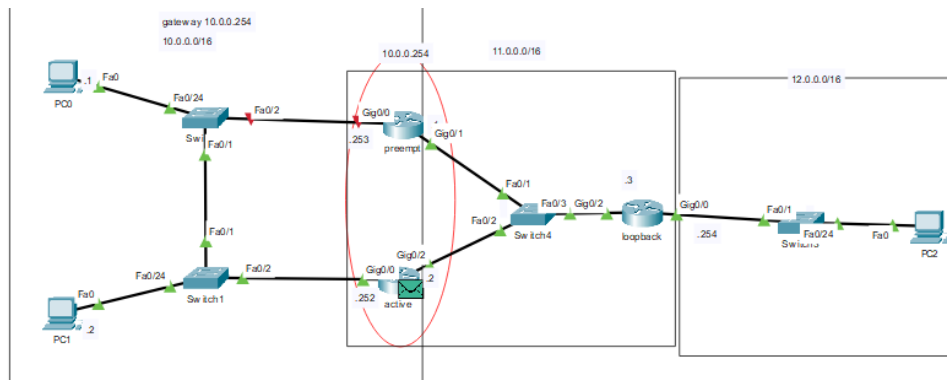 gateway 10.0.0.254
10.0.0.0/16
10.0.0.254
11.0.0.0/16
12.0.0.0/16
.1
Fa0
PC0
Fa0/24
Fa0/2
Fa0/1
Gig0/0
.253
preempt
Gig0/1
Fa0/1
.3
Fa0/3
Gig0/2
Fa0/2
Switch4
loopback
Gig0/0
.254
Fa0/1
Fa0/24
Fa0
PC2
Fa0/1
Fa0/24
Fa0/2
Switch1
Gig0/0
Gig0/2
.2
.252
active
Fa0
.2
PC1